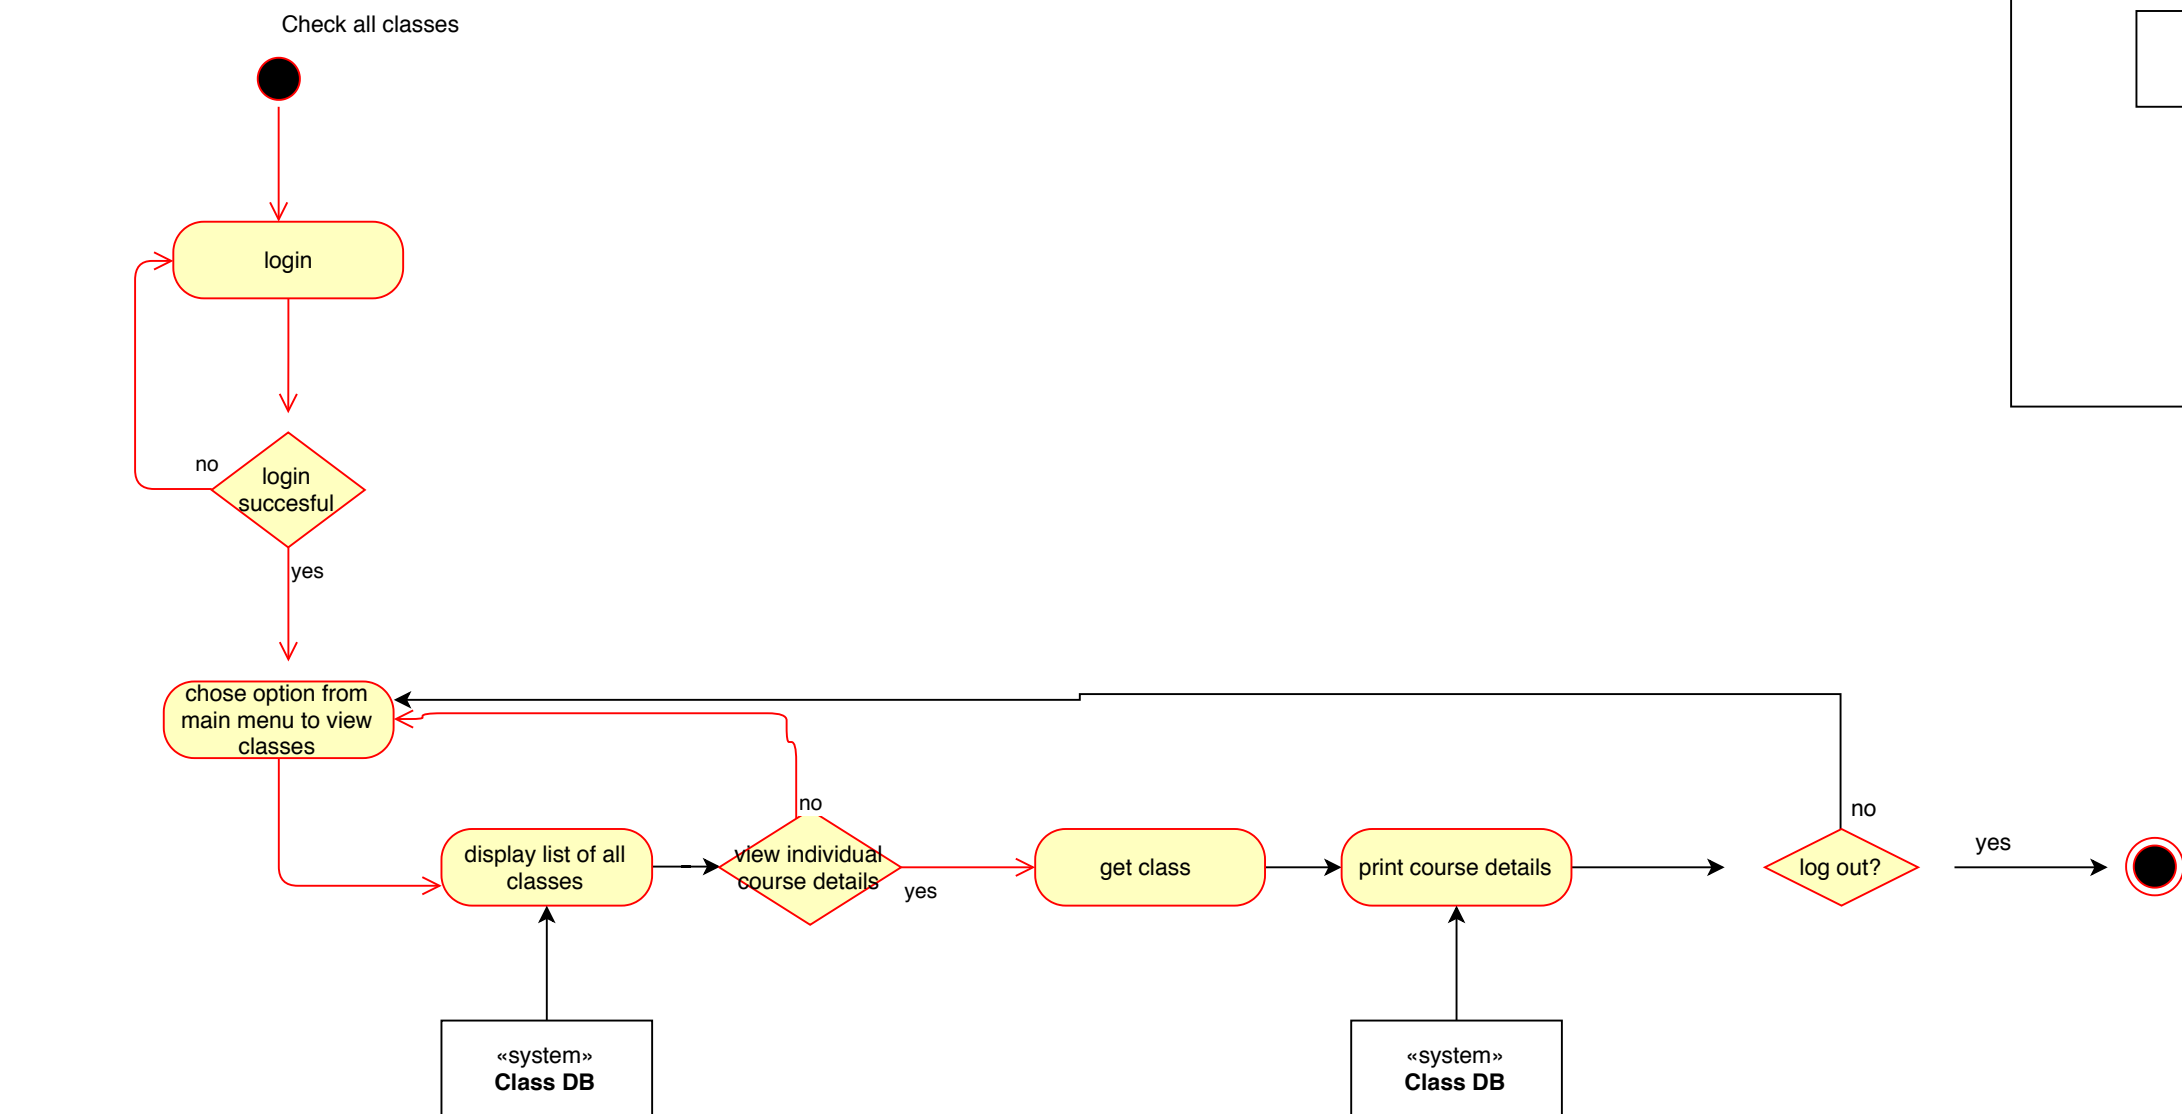 Check all classes
login
no
login
succesful
yes
chose option from
main menu to view
classes
no
display list of all
classes
view individual
course details
yes
get class
print course details
log out?
no
yes
«system»
Class DB
«system»
Class DB